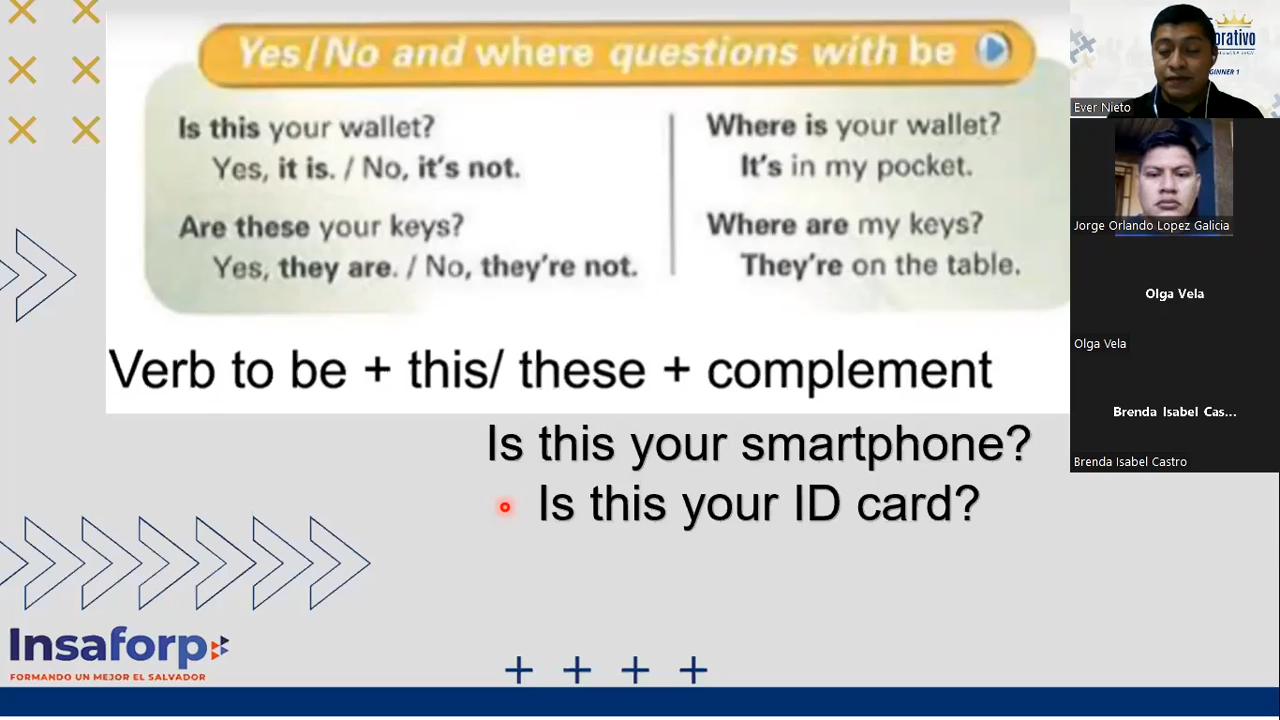 Yes/No and where questions with be
Is this your wallet?
Yes, it is. / No, it's not.
Are these your keys?
Yes, they are. / No, they're not.
Where is your wallet?
It's in my pocket.
Where are my keys?
They're on the table.
Verb to be + this/ these + complement
Is this your smartphone?
Is this your ID card?
Insaforp
FORMANDO UN MEJOR EL SALVADOR
Ever Nieto
Jorge Orlando Lopez Galicia
Olga Vela
Olga Vela
Brenda Isabel Cas...
Brenda Isabel Castro